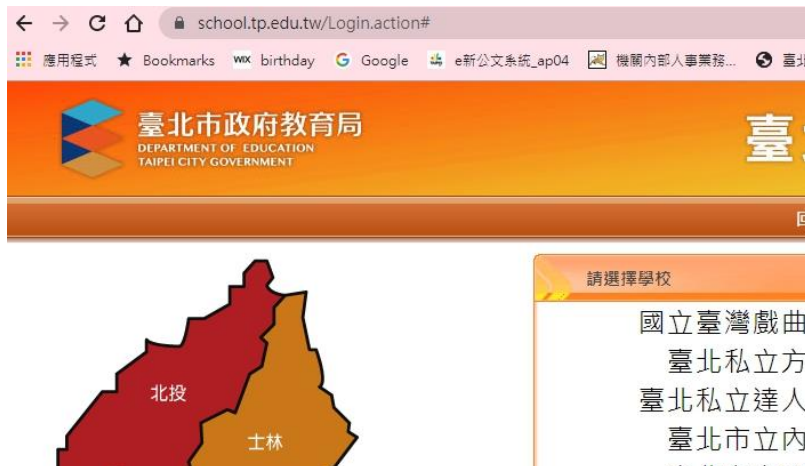 school.tp.edu.tw/Login.action#
應用程式 Bookmarks WIX birthday Google e新公文系統_ap04 機關內部人事業務...
臺北市政府教育局
DEPARTMENT OF EDUCATION
TAIPEI CITY GOVERNMENT
臺
請選擇學校
國立臺灣戲曲
臺北私立方
臺北私立達人
臺北市立內
北投
士林